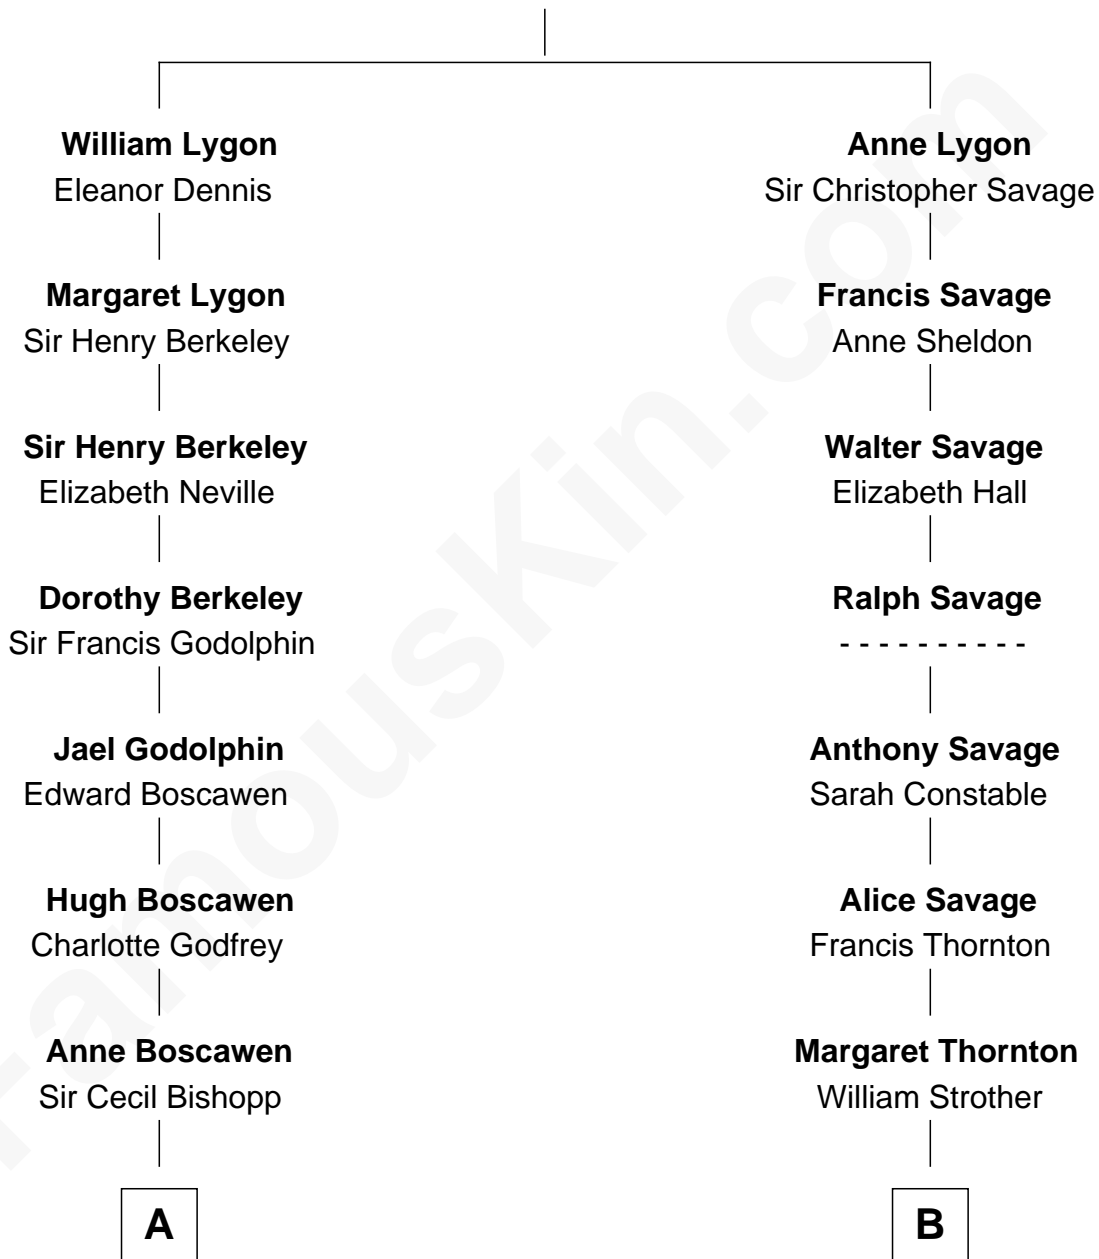 William Lygon
Eleanor Dennis
Margaret Lygon
Sir Henry Berkeley
Sir Henry Berkeley
Elizabeth Neville
Dorothy Berkeley
Sir Francis Godolphin
Jael Godolphin
Edward Boscawen
Hugh Boscawen
Charlotte Godfrey
Anne Boscawen
Sir Cecil Bishopp
A
Anne Lygon
Sir Christopher Savage
Francis Savage
Anne Sheldon
Walter Savage
Elizabeth Hall
Ralph Savage
- - - - - - - - - -
Anthony Savage
Sarah Constable
Alice Savage
Francis Thornton
Margaret Thornton
William Strother
B
FamousKin.com